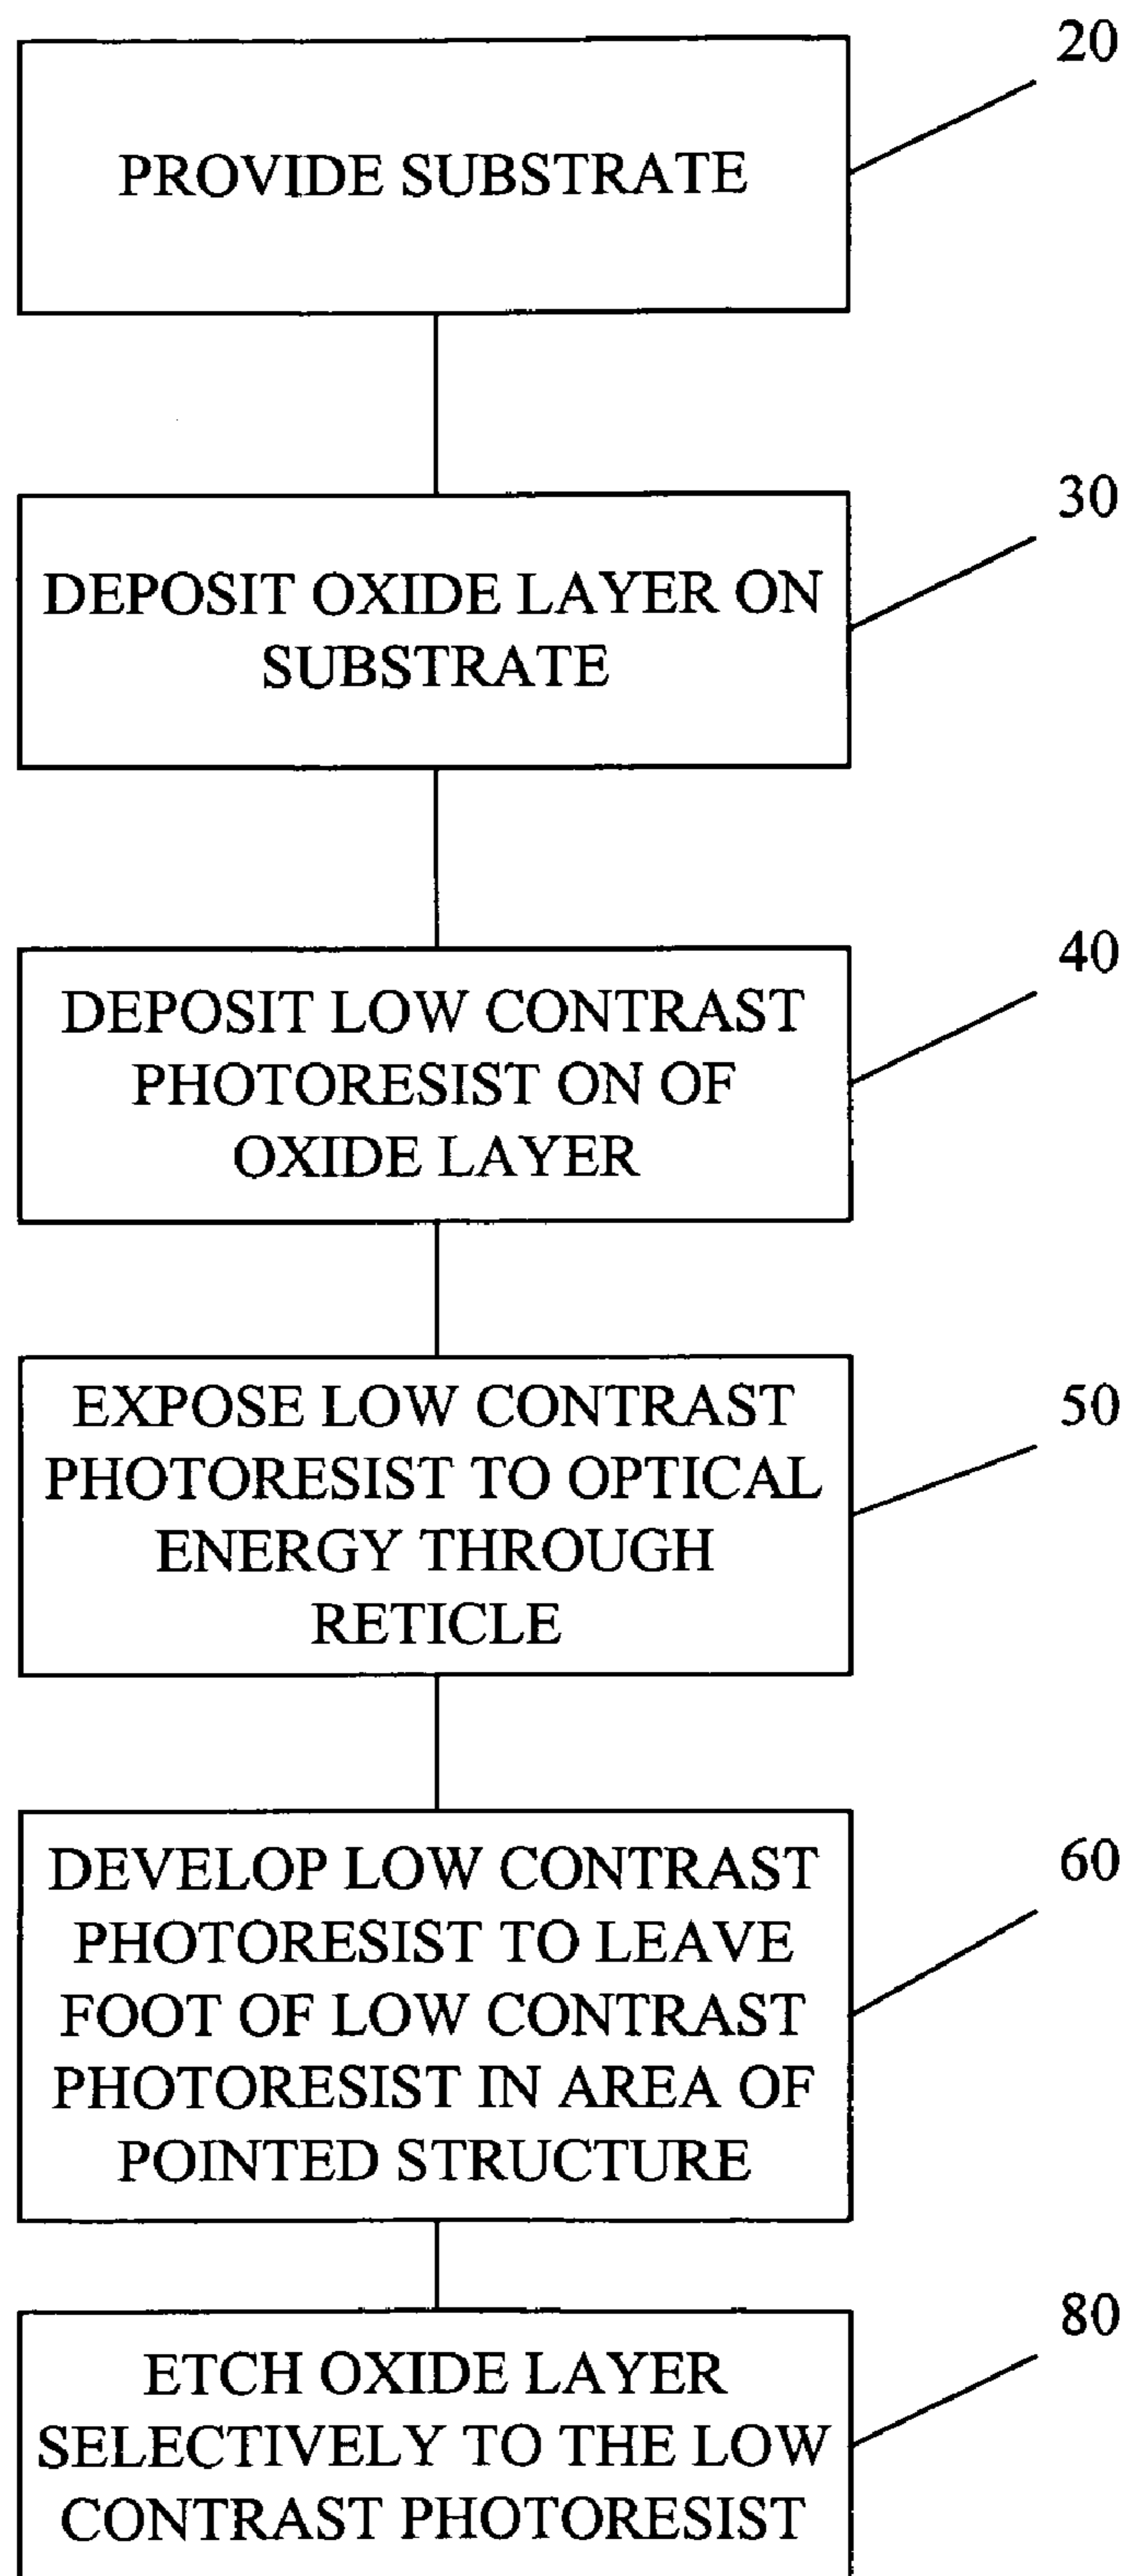 20
PROVIDE SUBSTRATE
30
DEPOSIT OXIDE LAYER ON
SUBSTRATE
40
DEPOSIT LOW CONTRAST
PHOTORESIST ON OF
OXIDE LAYER
50
EXPOSE LOW CONTRAST
PHOTORESIST TO OPTICAL
ENERGY THROUGH
RETICLE
60
DEVELOP LOW CONTRAST
PHOTORESIST TO LEAVE
FOOT OF LOW CONTRAST
PHOTORESIST IN AREA OF
POINTED STRUCTURE
80
ETCH OXIDE LAYER
SELECTIVELY TO THE LOW
CONTRAST PHOTORESIST